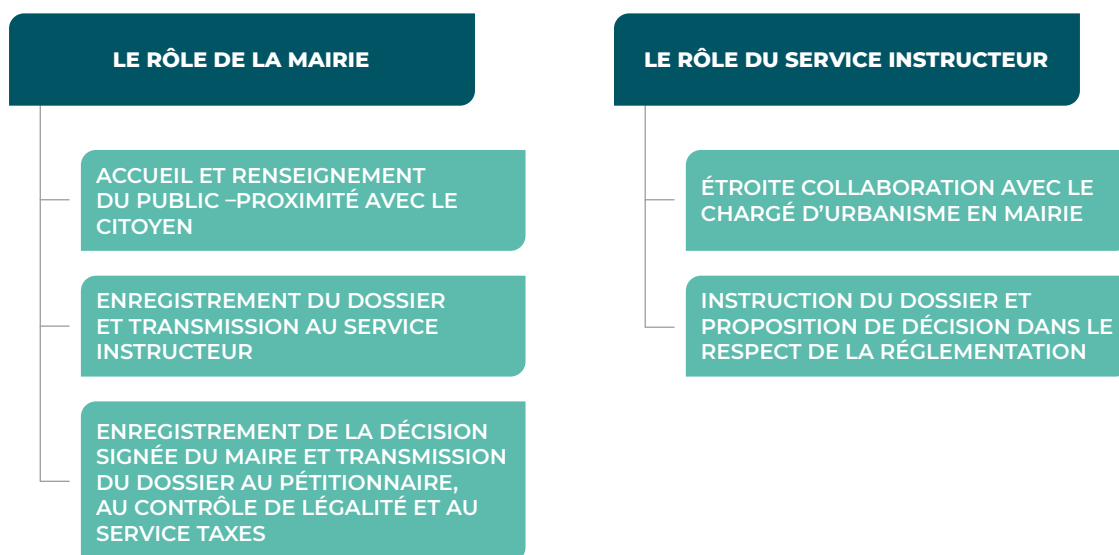 LE RÔLE DE LA MAIRIE
ACCUEIL ET RENSEIGNEMENT
DU PUBLIC –PROXIMITÉ AVEC LE
CITOYEN
ENREGISTREMENT DU DOSSIER
ET TRANSMISSION AU SERVICE
INSTRUCTEUR
ENREGISTREMENT DE LA DÉCISION
SIGNÉE DU MAIRE ET TRANSMISSION
DU DOSSIER AU PÉTITIONNAIRE,
AU CONTRÔLE DE LÉGALITÉ ET AU
SERVICE TAXES
LE RÔLE DU SERVICE INSTRUCTEUR
ÉTROITE COLLABORATION AVEC LE
CHARGÉ D’URBANISME EN MAIRIE
INSTRUCTION DU DOSSIER ET
PROPOSITION DE DÉCISION DANS LE
RESPECT DE LA RÉGLEMENTATION